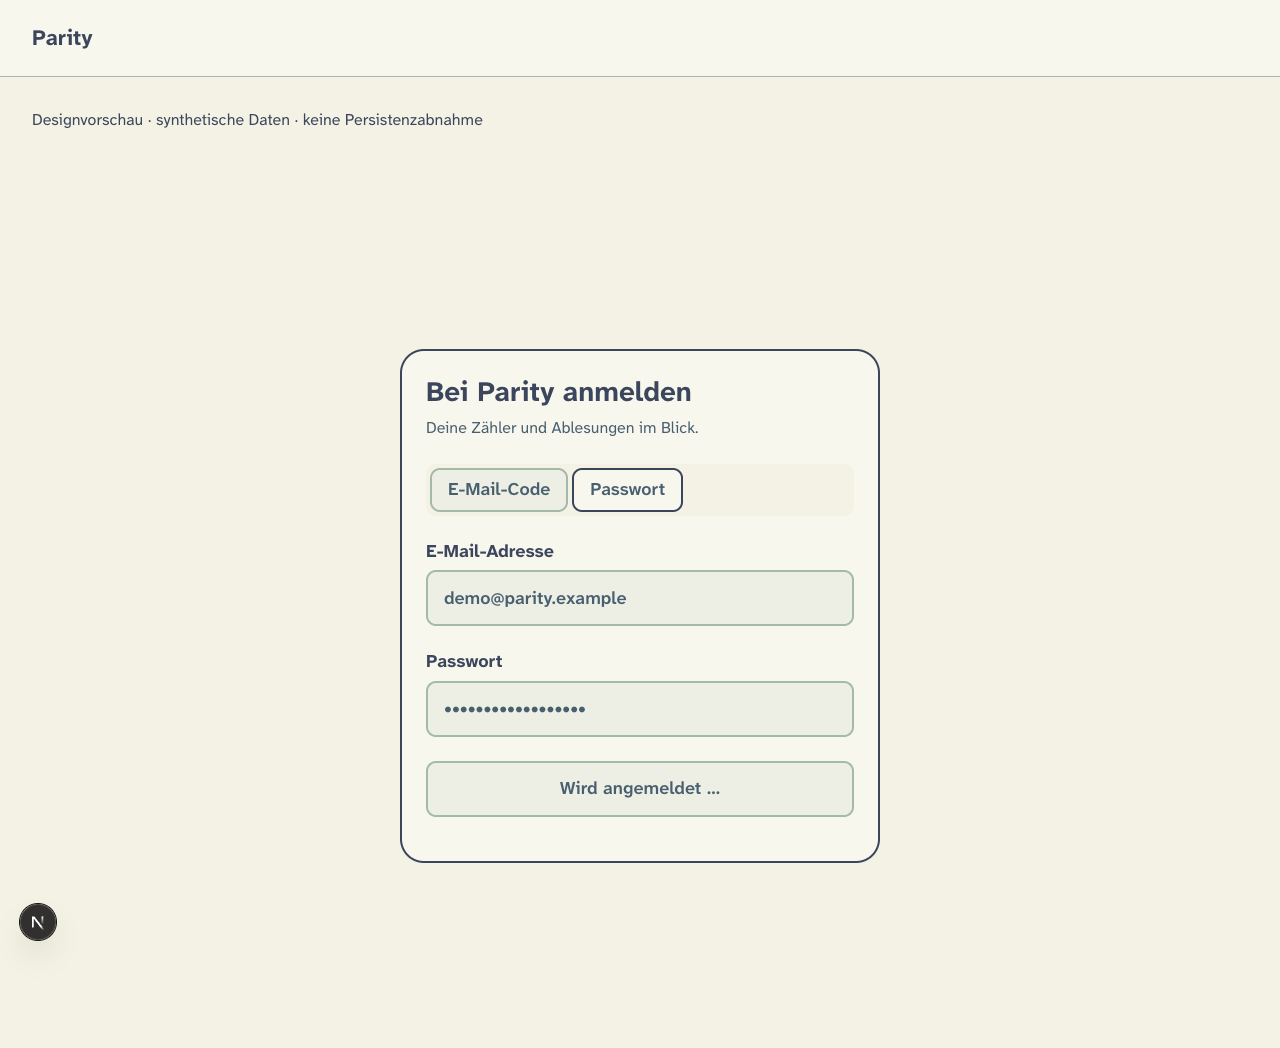 Parity
Designvorschau · synthetische Daten · keine Persistenzabnahme
Bei Parity anmelden
Deine Zähler und Ablesungen im Blick.
E-Mail-Code Passwort
E-Mail-Adresse
demo@parity.example
Passwort
••••••••••••••••••
Wird angemeldet ...
N